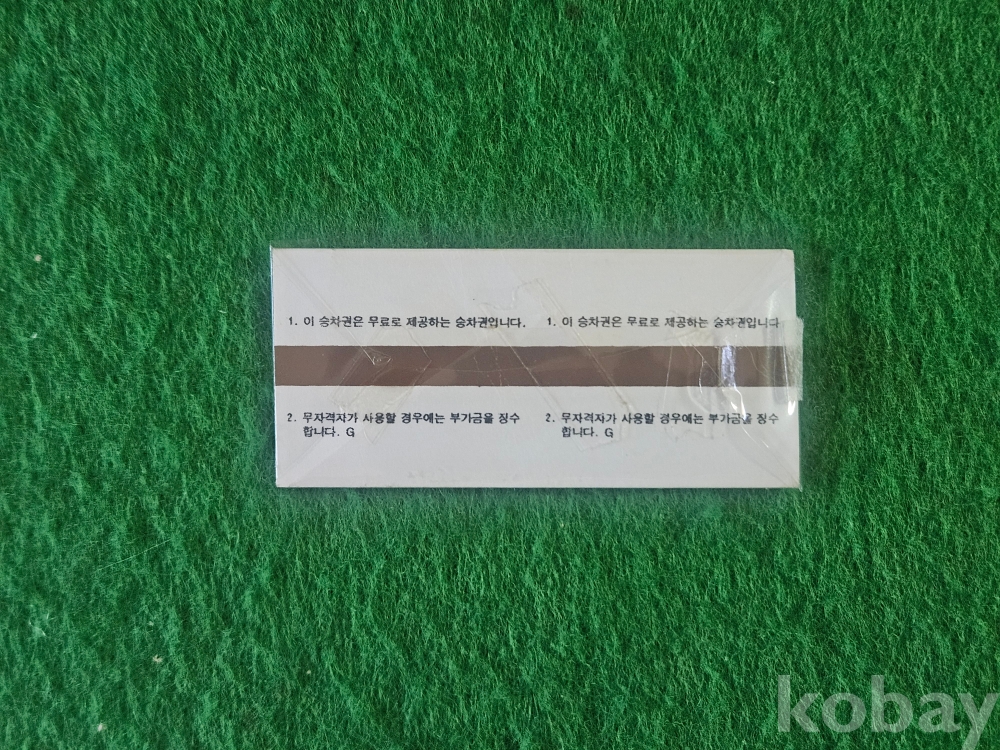 1. 이 승차권은 무료로 제공하는 승차권입니다. 1. 이 승차권은 무료로 제공하는 승차권입니다
2. 무자격자가 사용할 경우에는 부가금을 징수 2. 무자격자가 사용할 경우에는 부가금을 징수
합니다. G 합니다. G
kobay